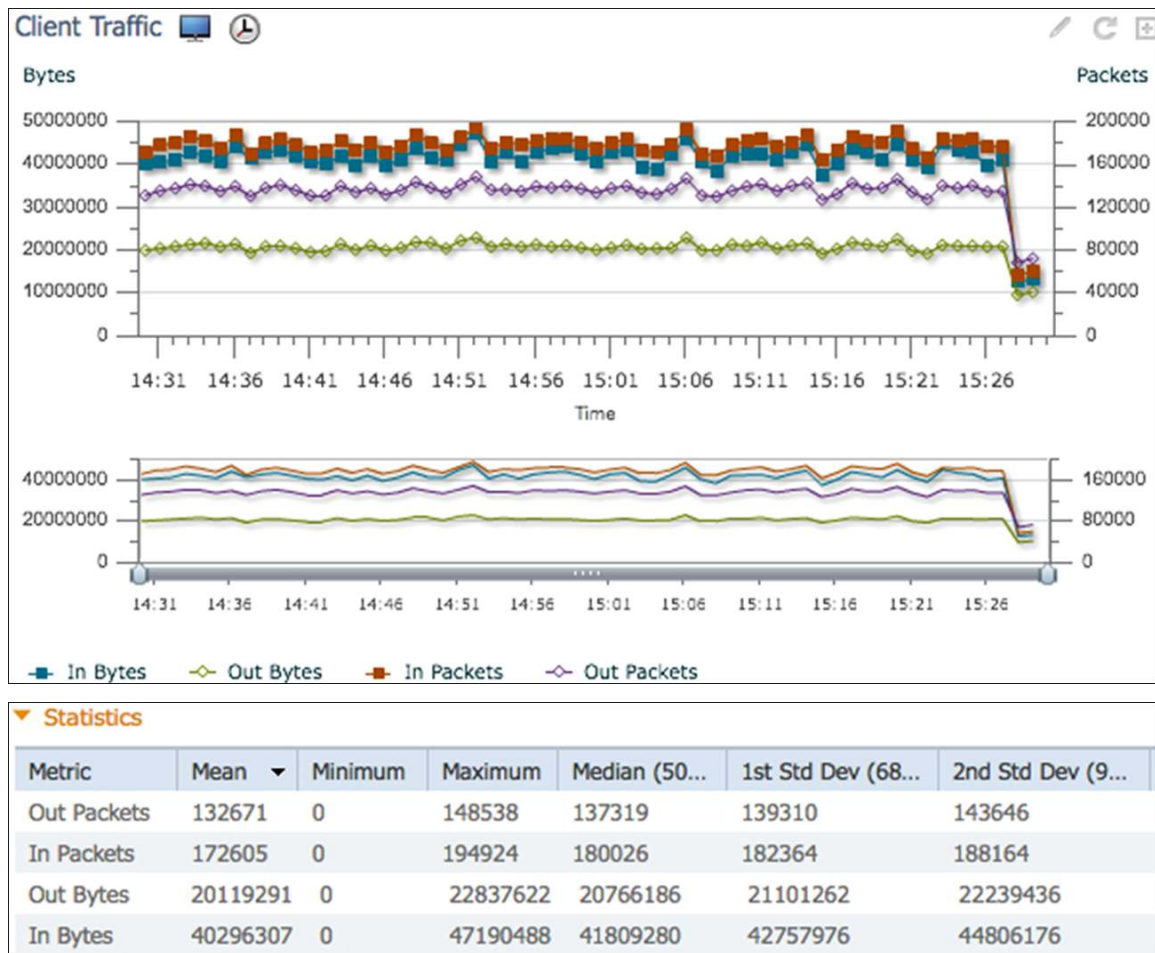 Client Traffic
Bytes Packets
50000000 200000
40000000 160000
30000000 120000
20000000 80000
10000000 40000
0 0
14:31 14:36 14:41 14:46 14:51 14:56 15:01 15:06 15:11 15:16 15:21 15:26
Time
40000000 160000
20000000 80000
0 0
14:31 14:36 14:41 14:46 14:51 14:56 15:01 15:06 15:11 15:16 15:21 15:26
In Bytes Out Bytes In Packets Out Packets
Statistics
Metric Mean Minimum Maximum Median (50... 1st Std Dev (68... 2nd Std Dev (9...
Out Packets 132671 0 148538 137319 139310 143646
In Packets 172605 0 194924 180026 182364 188164
Out Bytes 20119291 0 22837622 20766186 21101262 22239436
In Bytes 40296307 0 47190488 41809280 42757976 44806176